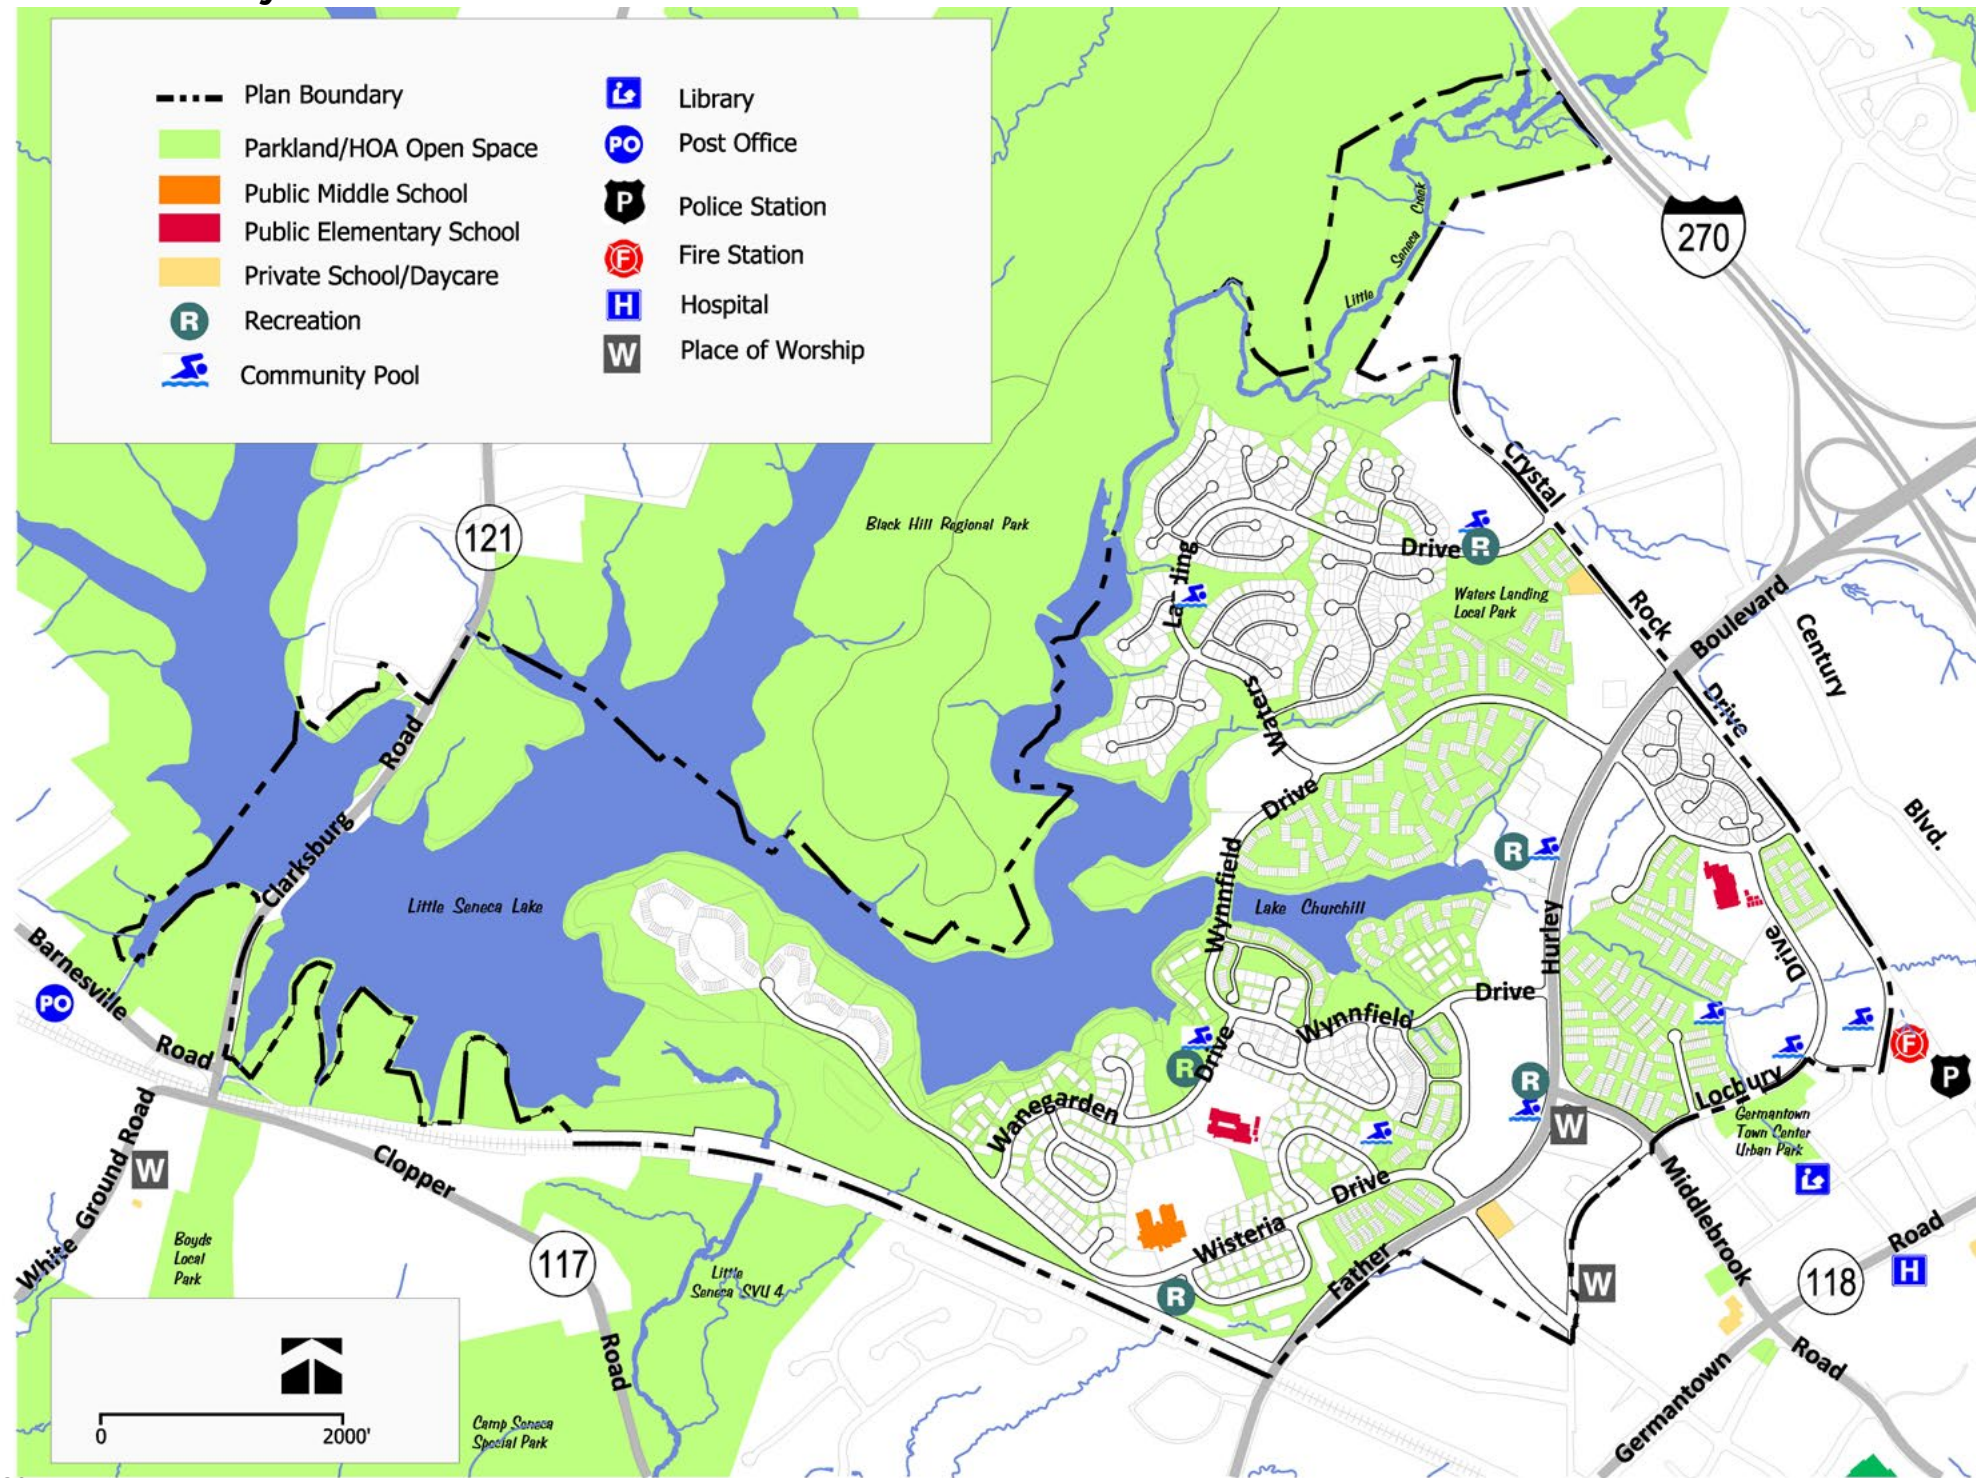 Plan Boundary
Parkland/HOA Open Space
Public Middle School
Public Elementary School
Private School/Daycare
R Recreation
Community Pool
Library
PO Post Office
P Police Station
F Fire Station
H Hospital
W Place of Worship
270
Little Seneca Creek
Crystal
Rock
Drive
Boulevard
Century
Blvd.
121
Black Hill Regional Park
Landing
Drive
R
Waters Landing
Local Park
Waters
Drive
Clarksburg
Road
Little Seneca Lake
Wynnfield
Lake Churchill
R
Hurley
Drive
Drive
Barnesville
Road
PO
Wynnfield
Drive
R
R
Wanegarden
Locbury
F
P
Germantown
Town Center
Urban Park
W
White Ground Road
W
Clopper
Road
117
Boyds
Local
Park
Little
Seneca SVU 4
Wisteria
Drive
R
Father
Middlebrook
Road
W
118
H
Germantown
Road
0
2000'
Camp Seneca
Special Park